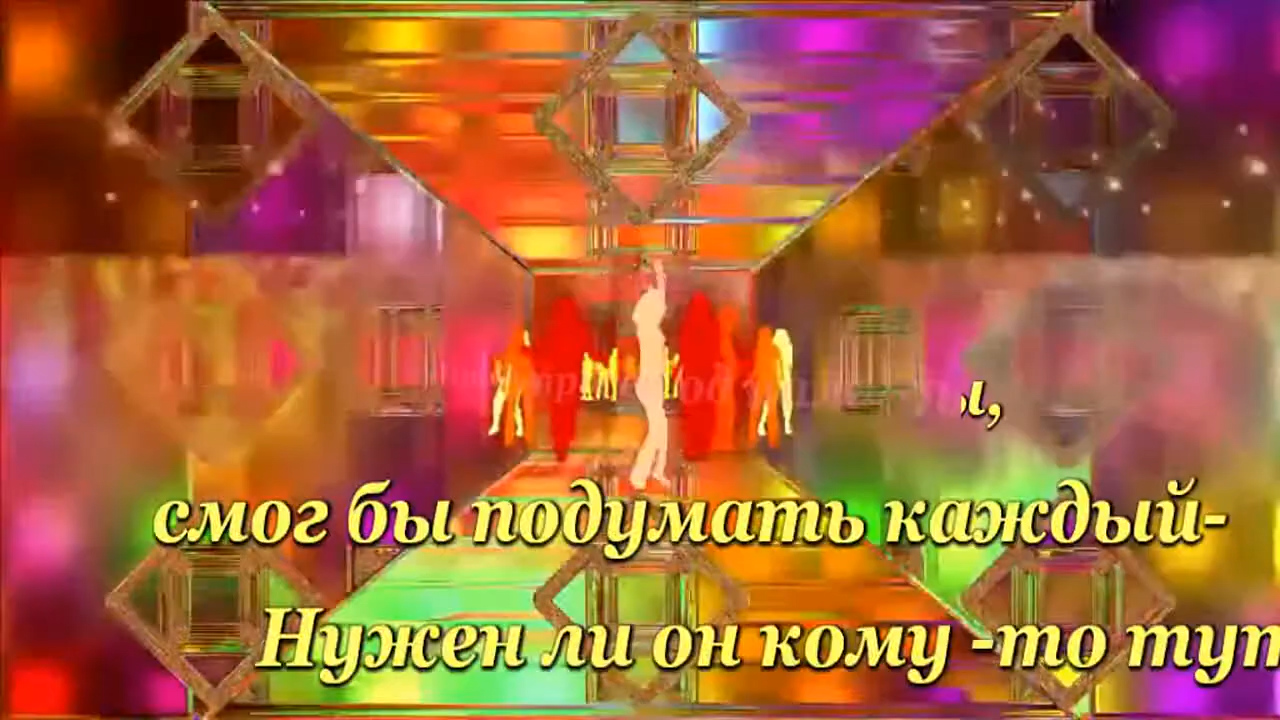 ы,
смог бы подумать каждый-
Нужен ли он кому -то тут